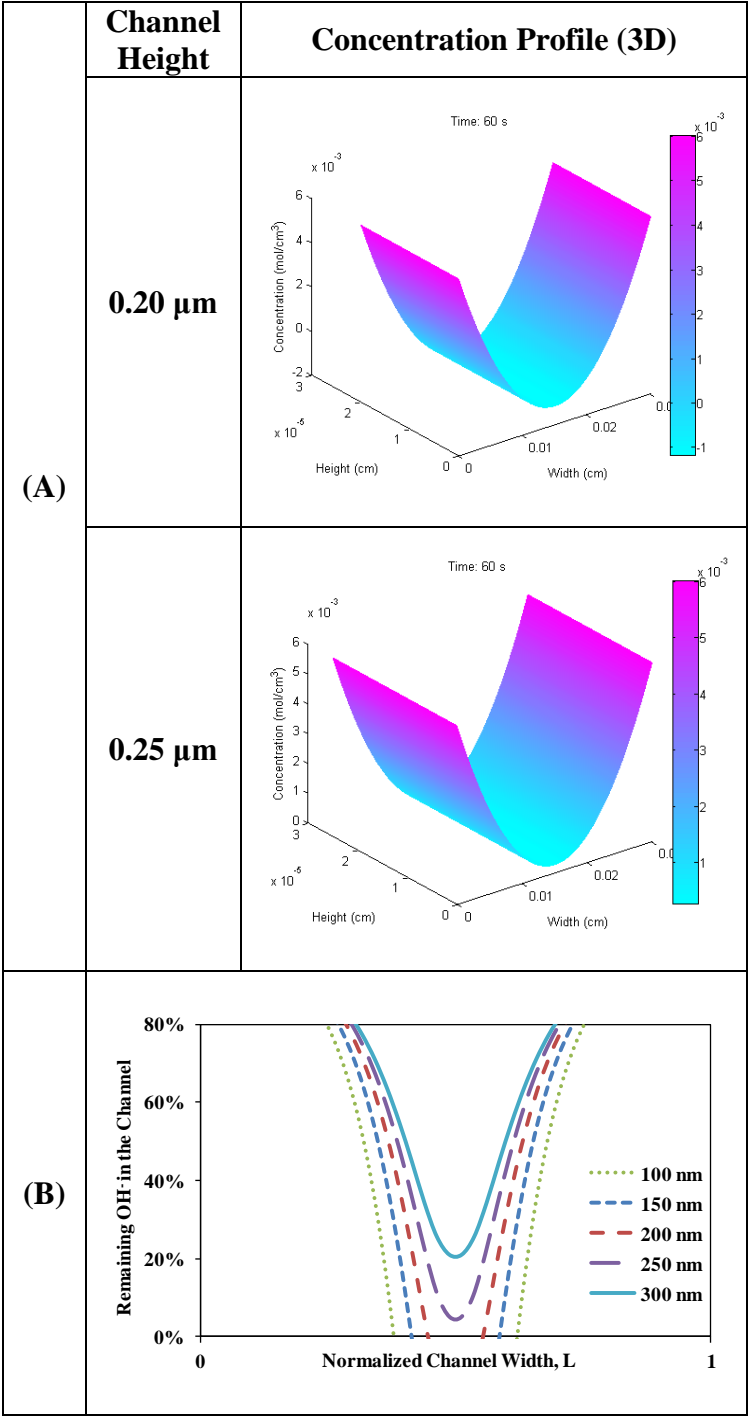 Channel Height
Concentration Profile (3D)
(A)
0.20 µm
Time: 60 s
x 10⁻³
6
4
2
0
-2
Concentration (mol/cm³)
3
2
1
0
x 10⁻⁵
Height (cm)
0
0.01
0.02
0.0
Width (cm)
x 10⁻³
6
5
4
3
2
1
0
-1
0.25 µm
Time: 60 s
x 10⁻³
6
5
4
3
2
1
0
Concentration (mol/cm³)
3
2
1
0
x 10⁻⁵
Height (cm)
0
0.01
0.02
0.0
Width (cm)
x 10⁻³
6
5
4
3
2
1
(B)
Remaining OH⁻ in the Channel
80%
60%
40%
20%
0%
100 nm
150 nm
200 nm
250 nm
300 nm
0
Normalized Channel Width, L
1